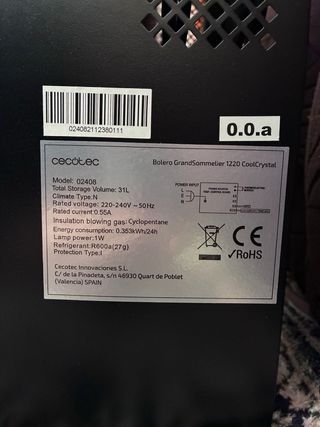 024082112380111
0.0.a
cecotec
Bolero GrandSommelier 1220 CoolCrystal
Model: 02408
Total Storage Volume: 31L
Climate Type:N
Rated voltage: 220-240V ~ 50Hz
Rated current:0.55A
Insulation blowing gas: Cyclopentane
Energy consumption: 0.353kWh/24h
Lamp power:1W
Refrigerant:R600a(27g)
Protection Type:I
Cecotec Innovaciones S.L.
C/ de la Pinadeta, s/n 46930 Quart de Poblet
(Valencia) SPAIN
POWER INPUT
L
E
N
CE
✓RoHS